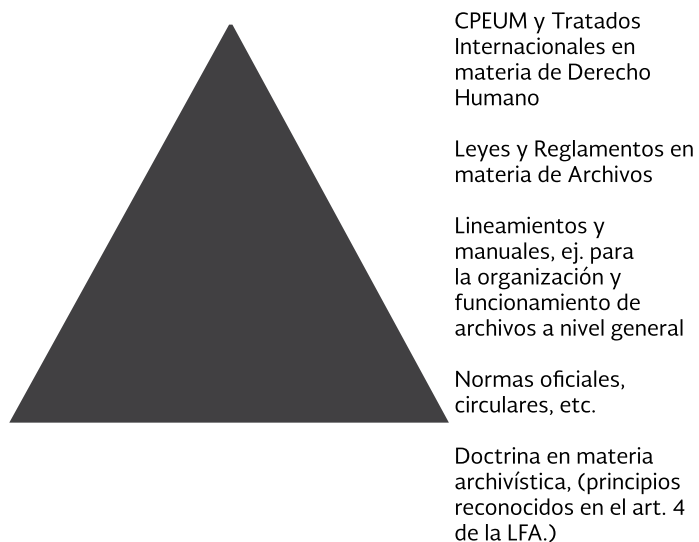 CPEUM y Tratados
Internacionales en
materia de Derecho
Humano
Leyes y Reglamentos en
materia de Archivos
Lineamientos y
manuales, ej. para
la organización y
funcionamiento de
archivos a nivel general
Normas oficiales,
circulares, etc.
Doctrina en materia
archivística, (principios
reconocidos en el art. 4
de la LFA.)